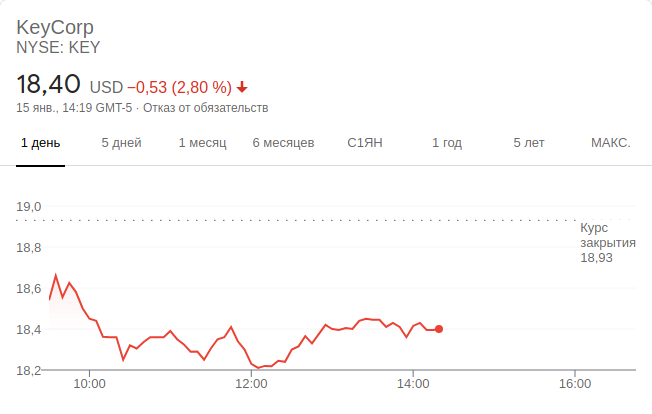 KeyCorp
NYSE: KEY
18,40 USD −0,53 (2,80 %)
15 янв., 14:19 GMT-5 · Отказ от обязательств
1 день 5 дней 1 месяц 6 месяцев С1ЯН 1 год 5 лет МАКС.
19,0
Курс
закрытия
18,93
18,8
18,6
18,4
18,2
10:00 12:00 14:00 16:00